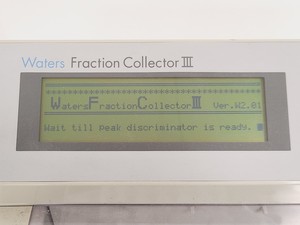 Waters Fraction Collector III
WatersFractionCollectorIII Ver.W2.01
Wait till peak discriminator is ready.